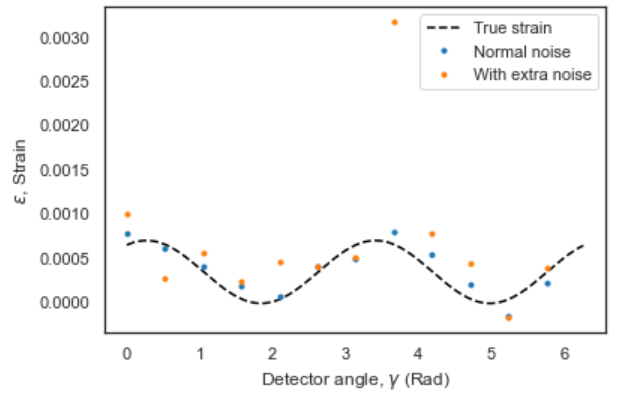 True strain
Normal noise
With extra noise
0.0030
0.0025
0.0020
0.0015
0.0010
0.0005
0.0000
ε, Strain
0 1 2 3 4 5 6
Detector angle, γ (Rad)